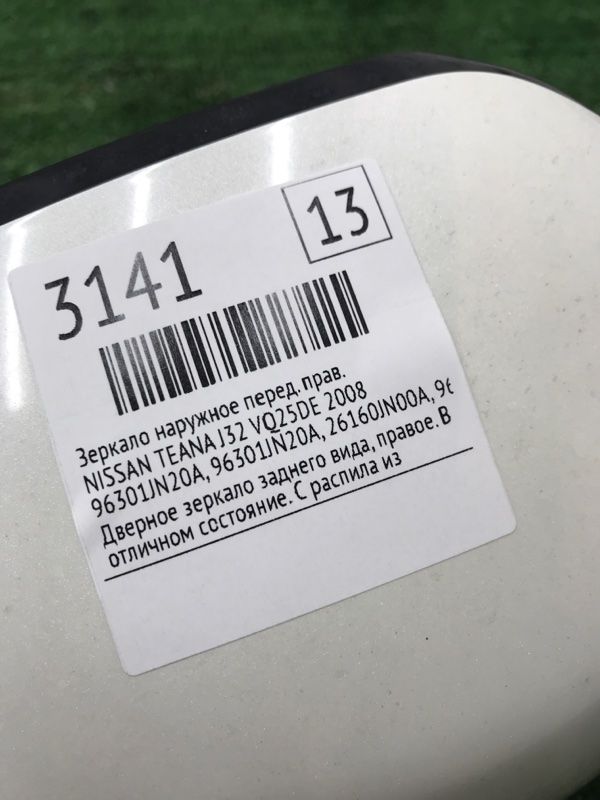 13
3141
Зеркало наружное перед. прав.
NISSAN TEANA J32 VQ25DE 2008
96301JN20A, 96301JN20A, 26160JN00A, 96
Дверное зеркало заднего вида, правое. В
отличном состояние. С распила из